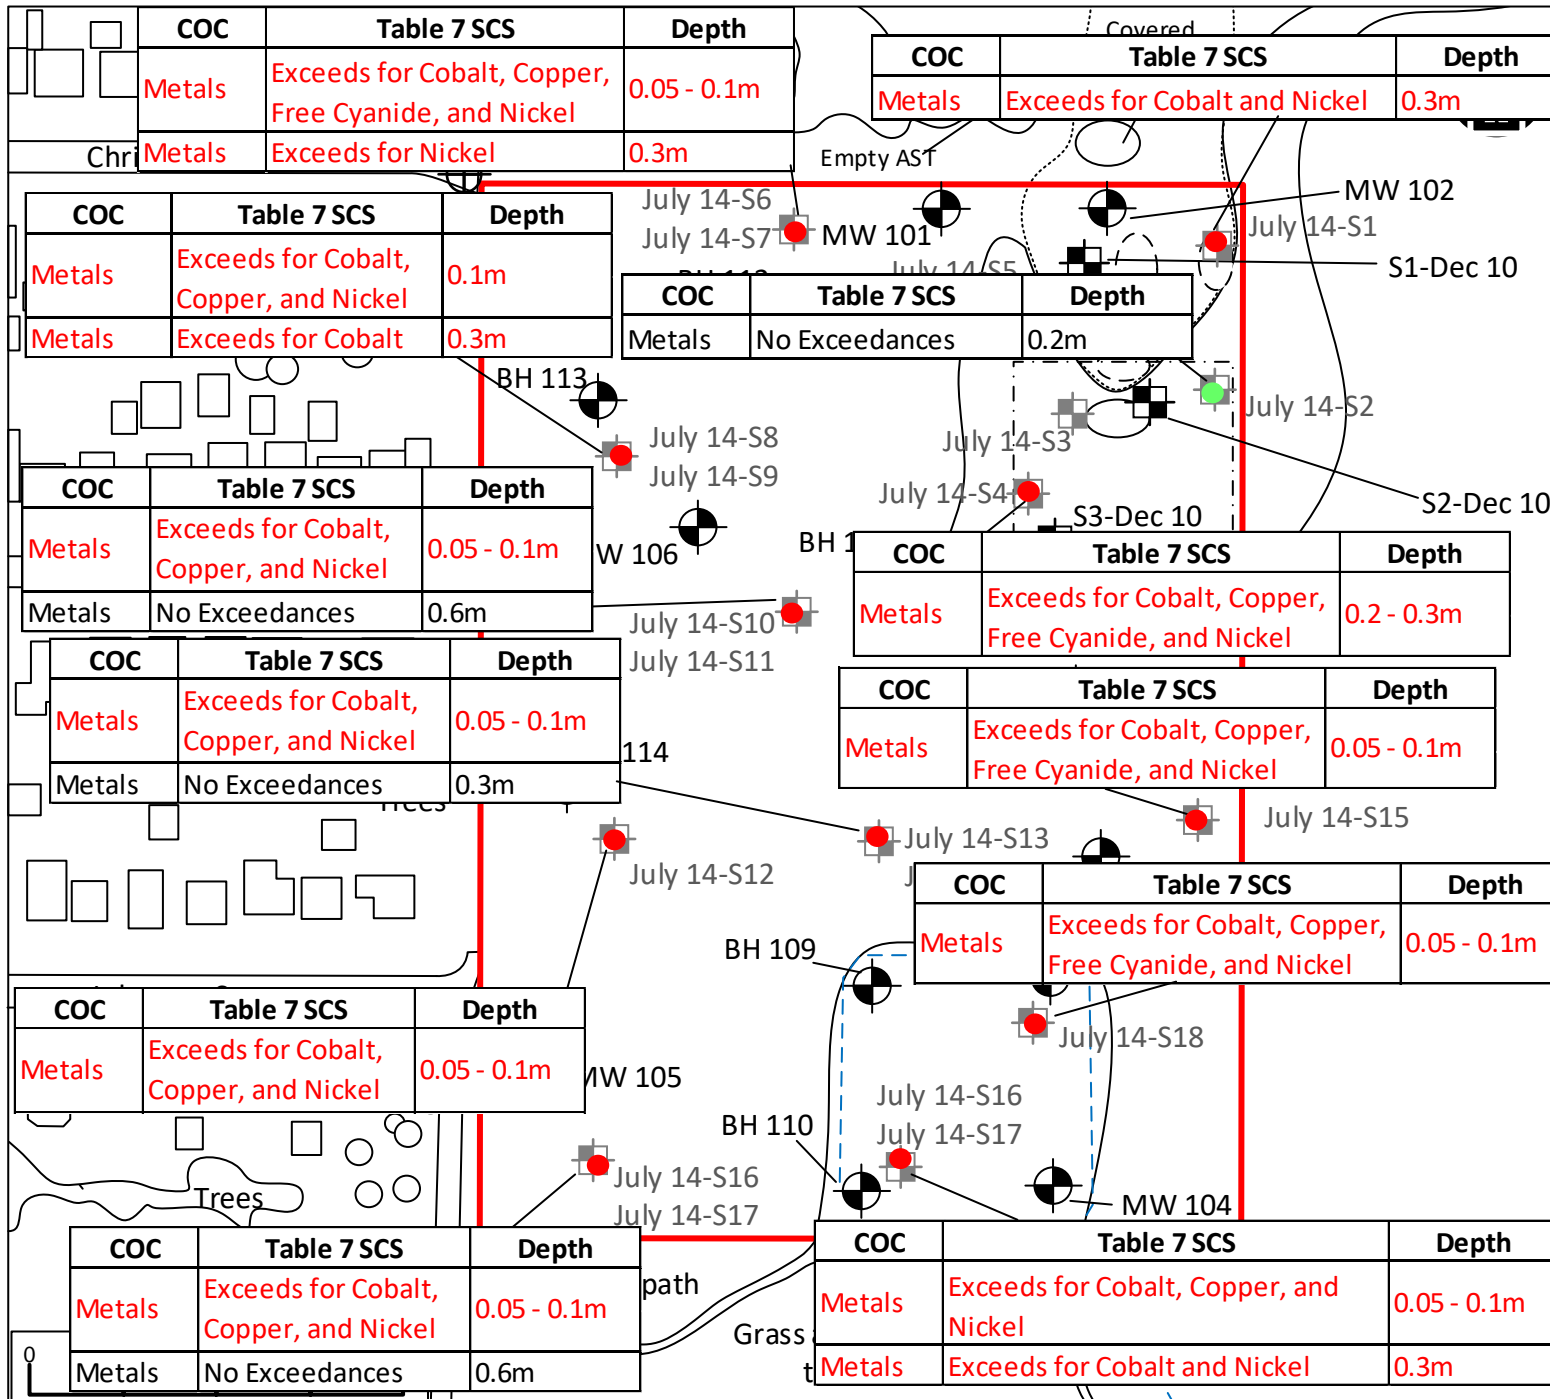 COC Table 7 SCS Depth
Metals Exceeds for Cobalt, Copper, Free Cyanide, and Nickel 0.05 - 0.1m
Metals Exceeds for Nickel 0.3m
Covered
COC Table 7 SCS Depth
Metals Exceeds for Cobalt and Nickel 0.3m
Empty AST
July 14-S6
July 14-S7
MW 101
MW 102
July 14-S1
S1-Dec 10
July 14-S5
COC Table 7 SCS Depth
Metals Exceeds for Cobalt, Copper, and Nickel 0.1m
Metals Exceeds for Cobalt 0.3m
COC Table 7 SCS Depth
Metals No Exceedances 0.2m
BH 113
July 14-S2
July 14-S3
July 14-S8
July 14-S9
July 14-S4
S2-Dec 10
S3-Dec 10
COC Table 7 SCS Depth
Metals Exceeds for Cobalt, Copper, and Nickel 0.05 - 0.1m
Metals No Exceedances 0.6m
W 106
BH 1
COC Table 7 SCS Depth
Metals Exceeds for Cobalt, Copper, Free Cyanide, and Nickel 0.2 - 0.3m
July 14-S10
July 14-S11
COC Table 7 SCS Depth
Metals Exceeds for Cobalt, Copper, and Nickel 0.05 - 0.1m
Metals No Exceedances 0.3m
114
COC Table 7 SCS Depth
Metals Exceeds for Cobalt, Copper, Free Cyanide, and Nickel 0.05 - 0.1m
Trees
July 14-S15
July 14-S13
July 14-S12
COC Table 7 SCS Depth
Metals Exceeds for Cobalt, Copper, Free Cyanide, and Nickel 0.05 - 0.1m
BH 109
COC Table 7 SCS Depth
Metals Exceeds for Cobalt, Copper, and Nickel 0.05 - 0.1m
July 14-S18
MW 105
July 14-S16
July 14-S17
BH 110
July 14-S16
July 14-S17
Trees
MW 104
COC Table 7 SCS Depth
Metals Exceeds for Cobalt, Copper, and Nickel 0.05 - 0.1m
Metals No Exceedances 0.6m
path
Grass
COC Table 7 SCS Depth
Metals Exceeds for Cobalt, Copper, and Nickel 0.05 - 0.1m
Metals Exceeds for Cobalt and Nickel 0.3m
0